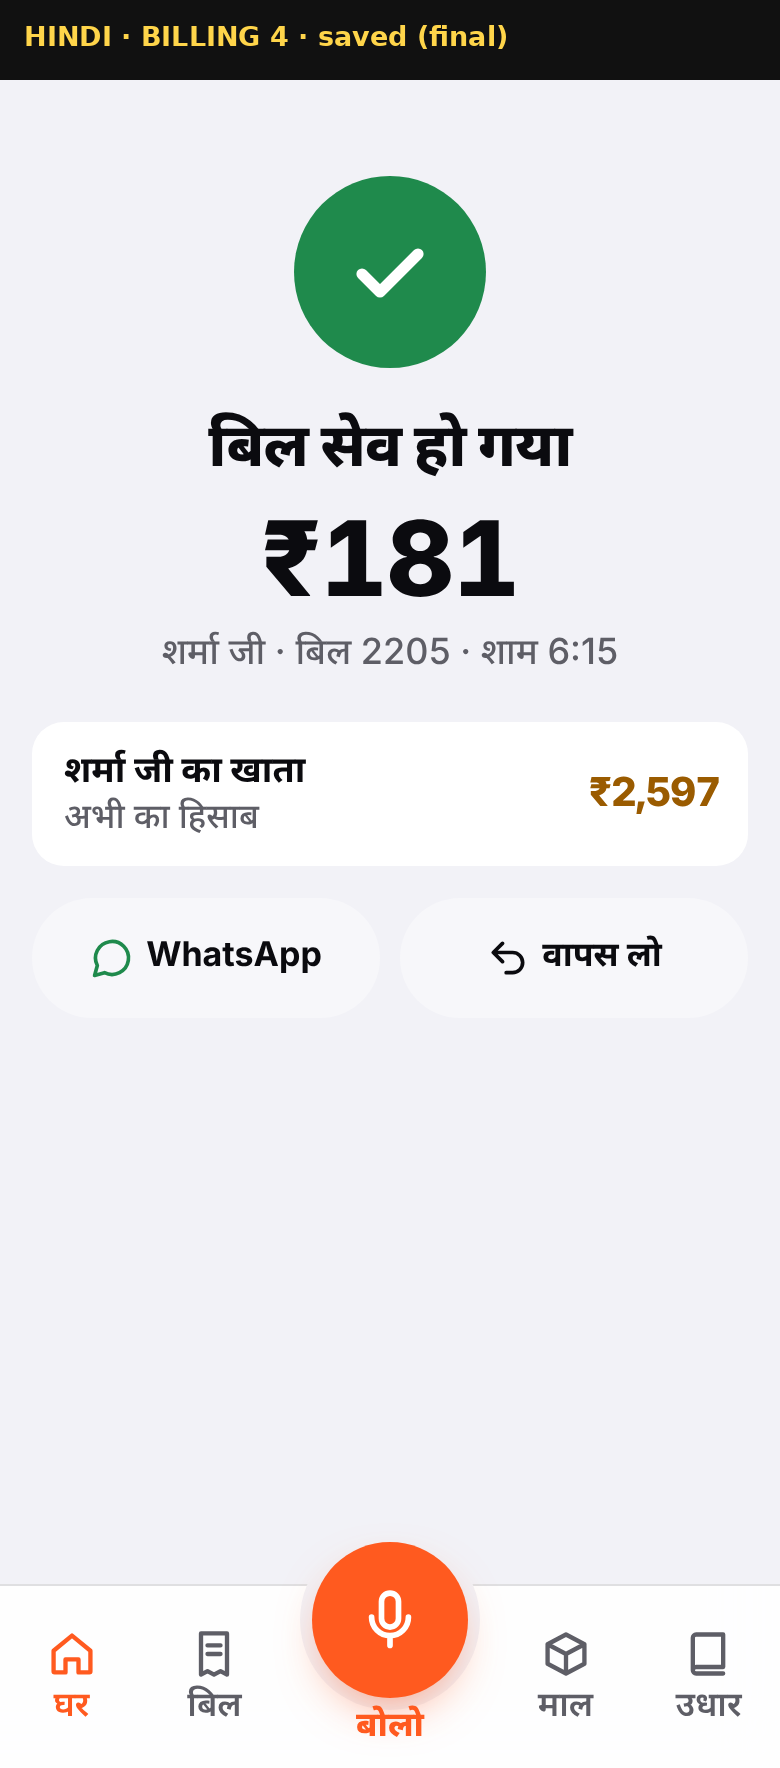 HINDI · BILLING 4 · saved (final)
बिल सेव हो गया
₹181
शर्मा जी · बिल 2205 · शाम 6:15
शर्मा जी का खाता
अभी का हिसाब
₹2,597
WhatsApp
वापस लो
घर
बिल
बोलो
माल
उधार